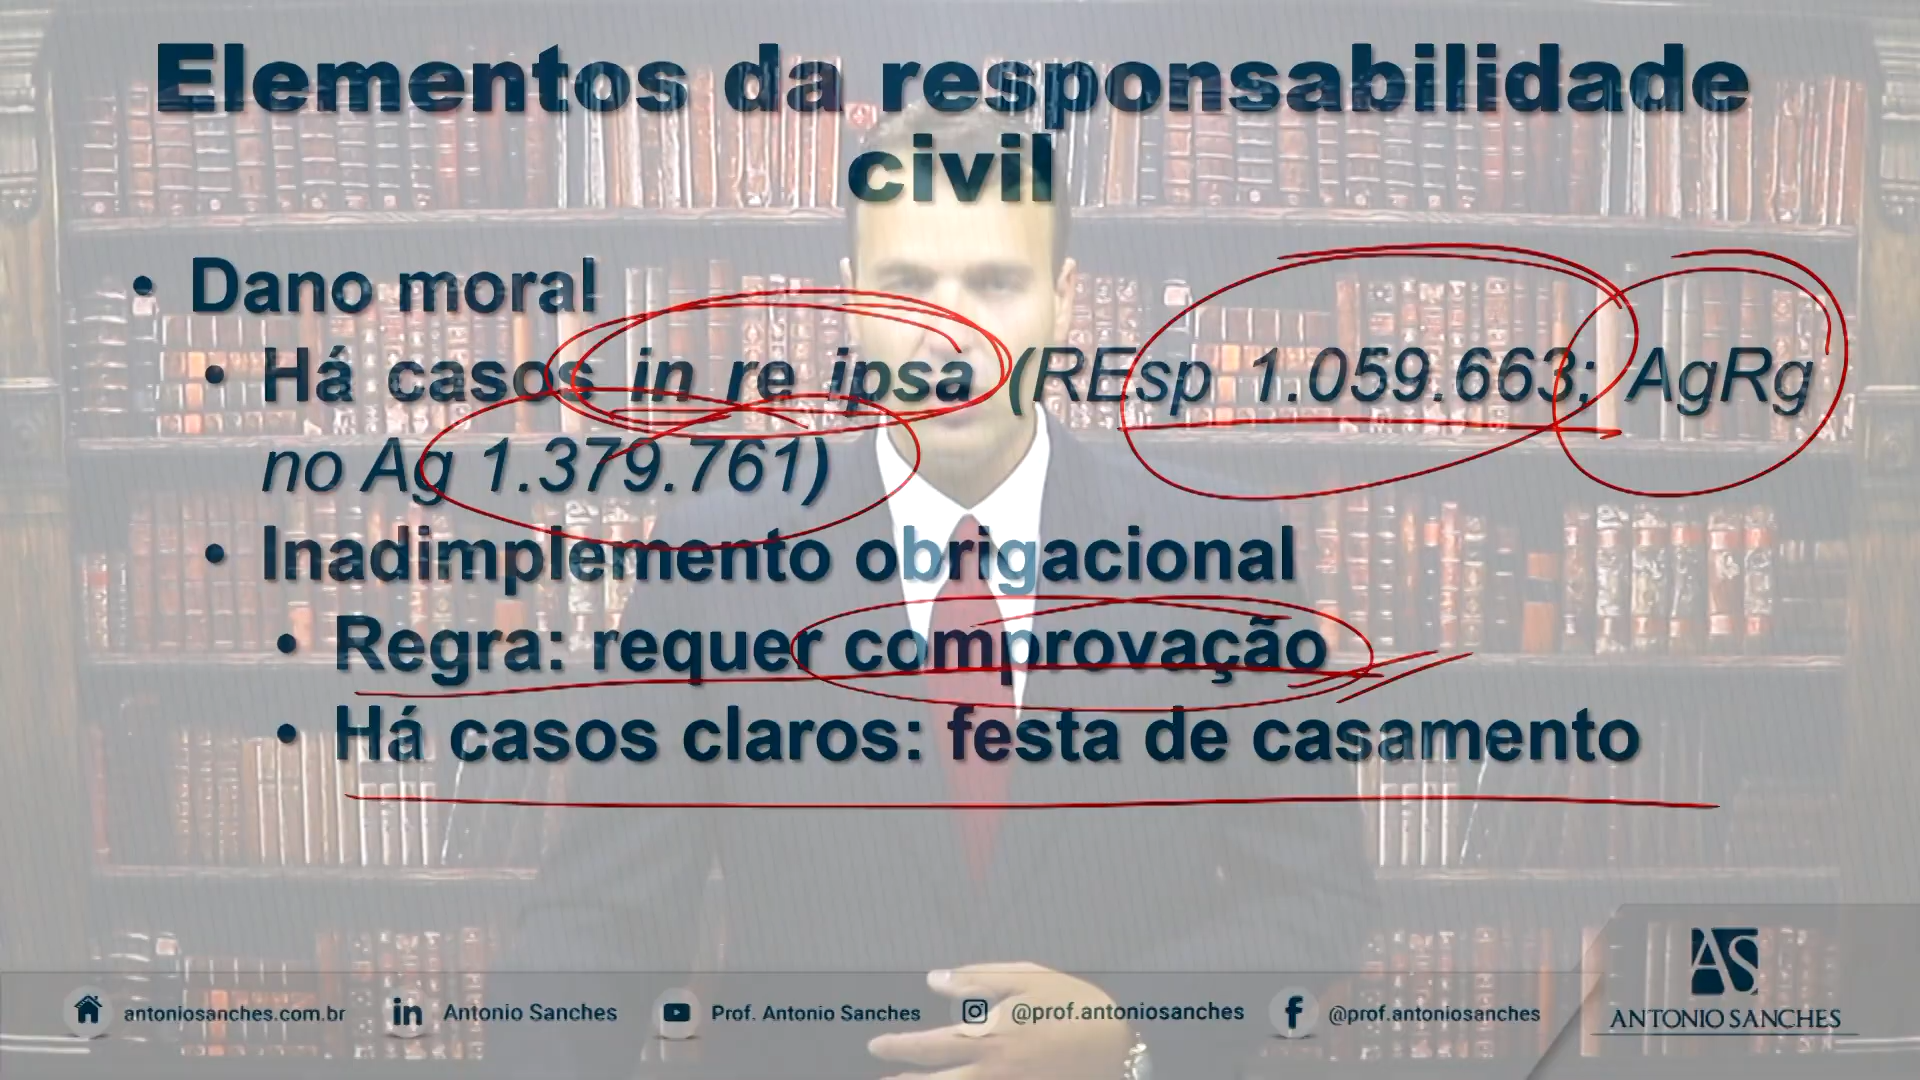 Elementos da responsabilidade
civil
• Dano moral
• Há casos in re ipsa (REsp 1.059.663; AgRg
no Ag 1.379.761)
• Inadimplemento obrigacional
• Regra: requer comprovação
• Há casos claros: festa de casamento
antoniosanches.com.br
Antonio Sanches
Prof. Antonio Sanches
@prof.antoniosanches
@prof.antoniosanches
AS
ANTONIO SANCHES